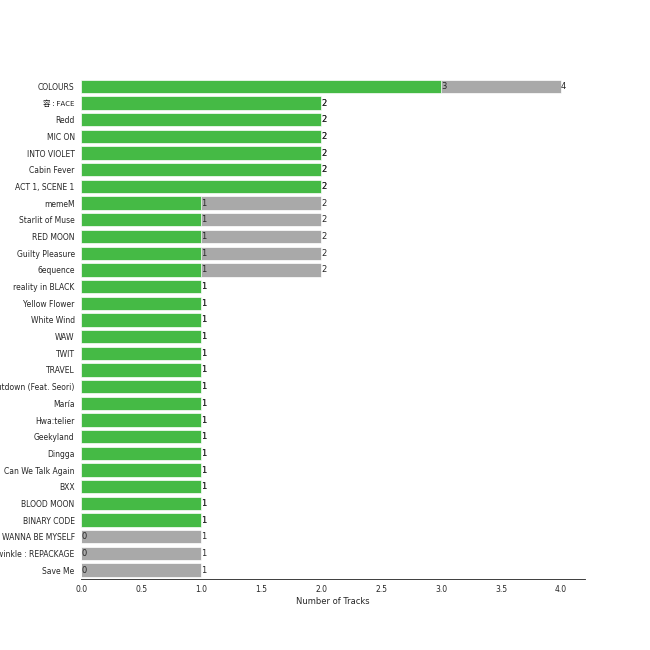 COLOURS 3 4
容 : FACE 2
Redd 2
MIC ON 2
INTO VIOLET 2
Cabin Fever 2
ACT 1, SCENE 1 2
memeM 1 2
Starlit of Muse 1 2
RED MOON 1 2
Guilty Pleasure 1 2
6equence 1 2
reality in BLACK 1
Yellow Flower 1
White Wind 1
WAW 1
TWIT 1
TRAVEL 1
tdown (Feat. Seori) 1
María 1
Hwa:telier 1
Geekyland 1
Dingga 1
Can We Talk Again 1
BXX 1
BLOOD MOON 1
BINARY CODE 1
WANNA BE MYSELF 0 1
winkle : REPACKAGE 0 1
Save Me 0 1
0.0 0.5 1.0 1.5 2.0 2.5 3.0 3.5 4.0
Number of Tracks